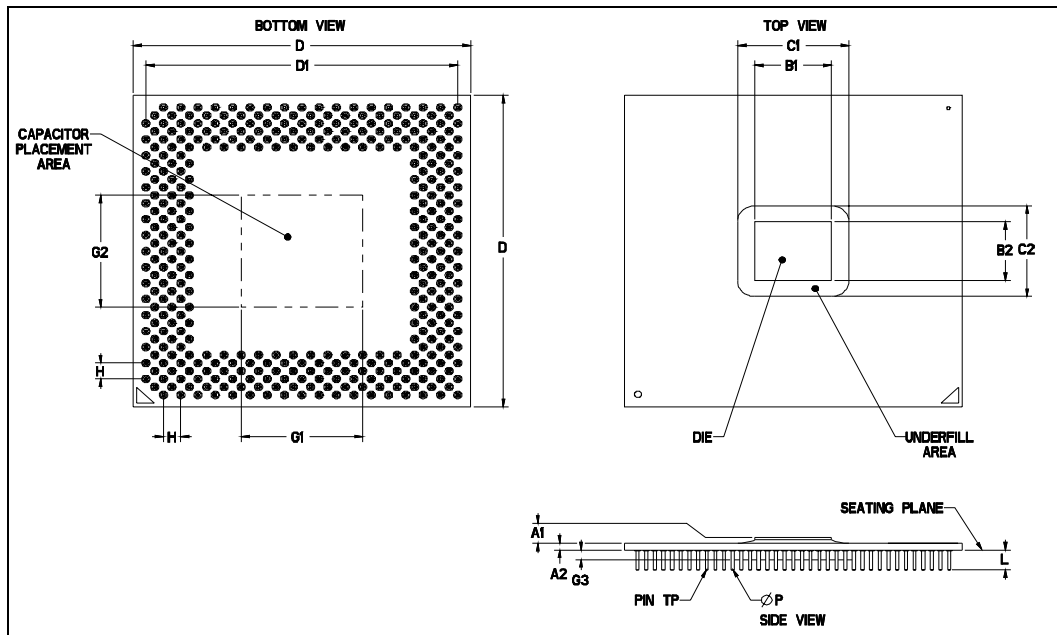 BOTTOM VIEW
D
D1
CAPACITOR
PLACEMENT
AREA
G2
D
H
H
G1
TOP VIEW
C1
B1
B2
C2
DIE
UNDERFILL
AREA
SEATING PLANE
A1
A2
G3
L
PIN TP
ØP
SIDE VIEW